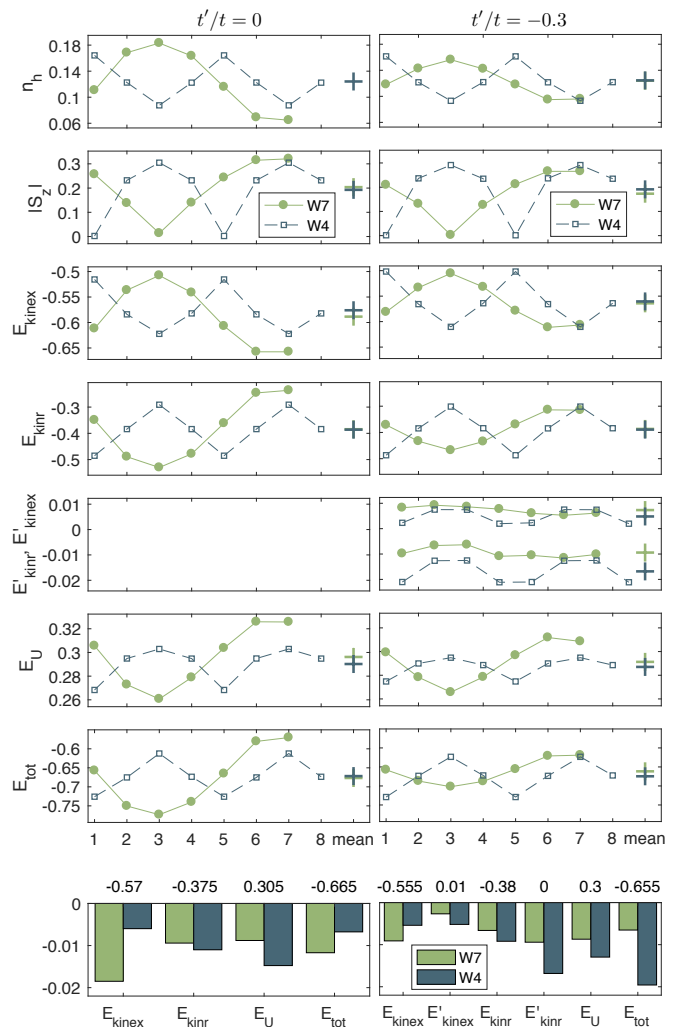 t′/t = 0
t′/t = −0.3
0.18
0.14
0.1
0.06
n_h
0.3
0.2
0.1
0
|S_z|
W7
W4
W7
W4
-0.5
-0.55
-0.6
-0.65
E_kinex
-0.3
-0.4
-0.5
E_kinr
0.01
0
-0.01
-0.02
E'_kinr, E'_kinex
0.32
0.3
0.28
0.26
E_U
-0.6
-0.65
-0.7
-0.75
E_tot
1 2 3 4 5 6 7 8 mean
1 2 3 4 5 6 7 8 mean
-0.57 -0.375 0.305 -0.665
-0.555 0.01 -0.38 0 0.3 -0.655
0
-0.01
-0.02
W7
W4
E_kinex E_kinr E_U E_tot
E_kinex E'_kinex E_kinr E'_kinr E_U E_tot